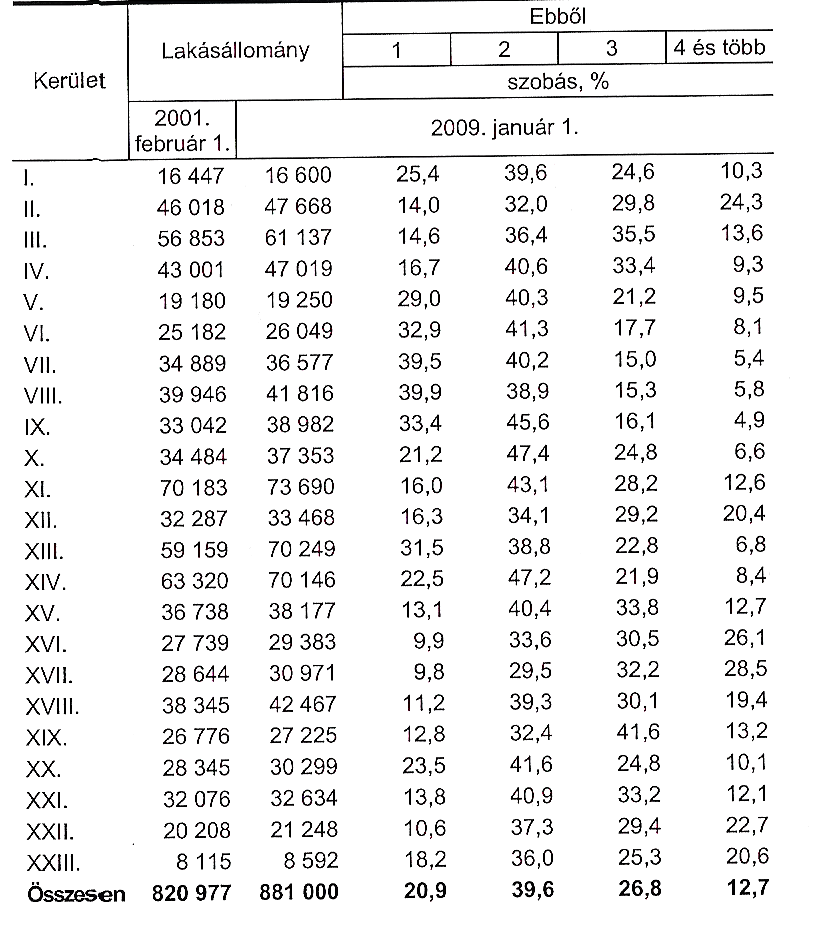 Ebből
Lakásállomány 1 2 3 4 és több
Kerület szobás, %
2001.
február 1. 2009. január 1.
I. 16 447 16 600 25,4 39,6 24,6 10,3
II. 46 018 47 668 14,0 32,0 29,8 24,3
III. 56 853 61 137 14,6 36,4 35,5 13,6
IV. 43 001 47 019 16,7 40,6 33,4 9,3
V. 19 180 19 250 29,0 40,3 21,2 9,5
VI. 25 182 26 049 32,9 41,3 17,7 8,1
VII. 34 889 36 577 39,5 40,2 15,0 5,4
VIII. 39 946 41 816 39,9 38,9 15,3 5,8
IX. 33 042 38 982 33,4 45,6 16,1 4,9
X. 34 484 37 353 21,2 47,4 24,8 6,6
XI. 70 183 73 690 16,0 43,1 28,2 12,6
XII. 32 287 33 468 16,3 34,1 29,2 20,4
XIII. 59 159 70 249 31,5 38,8 22,8 6,8
XIV. 63 320 70 146 22,5 47,2 21,9 8,4
XV. 36 738 38 177 13,1 40,4 33,8 12,7
XVI. 27 739 29 383 9,9 33,6 30,5 26,1
XVII. 28 644 30 971 9,8 29,5 32,2 28,5
XVIII. 38 345 42 467 11,2 39,3 30,1 19,4
XIX. 26 776 27 225 12,8 32,4 41,6 13,2
XX. 28 345 30 299 23,5 41,6 24,8 10,1
XXI. 32 076 32 634 13,8 40,9 33,2 12,1
XXII. 20 208 21 248 10,6 37,3 29,4 22,7
XXIII. 8 115 8 592 18,2 36,0 25,3 20,6
Összesen 820 977 881 000 20,9 39,6 26,8 12,7